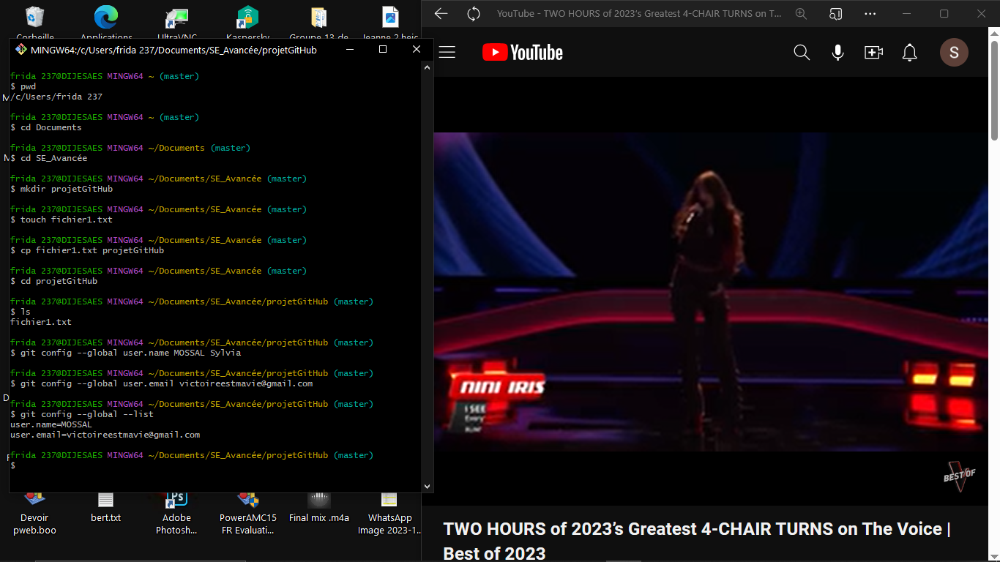 Corbeille
Applications
UltraVNC
Kaspersky
Groupe 13 de
Jeanne 2.heic
MINGW64:/c/Users/frida 237/Documents/SE_Avancée/projetGitHub
frida 237@DIJESAES MINGW64 ~ (master)
$ pwd
/c/Users/frida 237
frida 237@DIJESAES MINGW64 ~ (master)
$ cd Documents
frida 237@DIJESAES MINGW64 ~/Documents (master)
$ cd SE_Avancée
frida 237@DIJESAES MINGW64 ~/Documents/SE_Avancée (master)
$ mkdir projetGitHub
frida 237@DIJESAES MINGW64 ~/Documents/SE_Avancée (master)
$ touch fichier1.txt
frida 237@DIJESAES MINGW64 ~/Documents/SE_Avancée (master)
$ cp fichier1.txt projetGitHub
frida 237@DIJESAES MINGW64 ~/Documents/SE_Avancée (master)
$ cd projetGitHub
frida 237@DIJESAES MINGW64 ~/Documents/SE_Avancée/projetGitHub (master)
$ ls
fichier1.txt
frida 237@DIJESAES MINGW64 ~/Documents/SE_Avancée/projetGitHub (master)
$ git config --global user.name MOSSAL Sylvia
frida 237@DIJESAES MINGW64 ~/Documents/SE_Avancée/projetGitHub (master)
$ git config --global user.email victoireestmavie@gmail.com
frida 237@DIJESAES MINGW64 ~/Documents/SE_Avancée/projetGitHub (master)
$ git config --global --list
user.name=MOSSAL
user.email=victoireestmavie@gmail.com
frida 237@DIJESAES MINGW64 ~/Documents/SE_Avancée/projetGitHub (master)
$
Devoir
pweb.boo
bert.txt
Adobe
Photosh...
PowerAMC15
FR Evaluati...
Final mix .m4a
WhatsApp
Image 2023-1...
YouTube - TWO HOURS of 2023's Greatest 4-CHAIR TURNS on T...
YouTube
S
NINI IRIS
I SEE
BEST OF
TWO HOURS of 2023's Greatest 4-CHAIR TURNS on The Voice |
Best of 2023